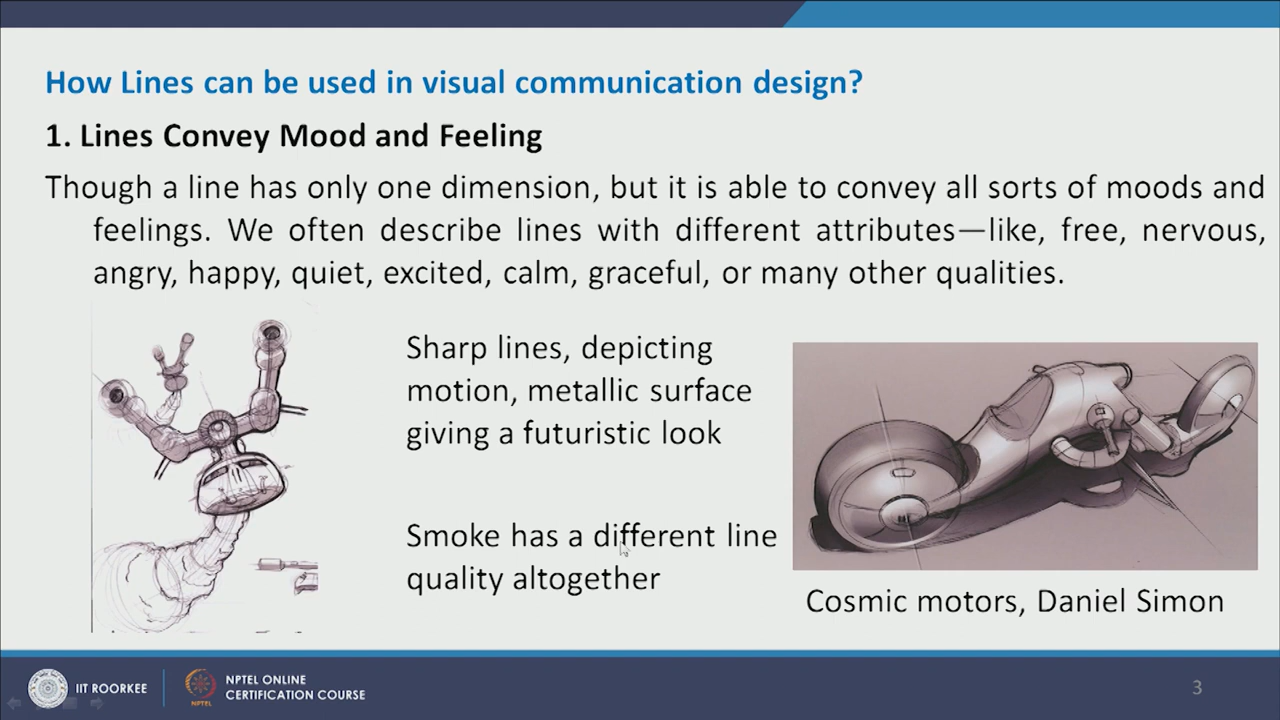 How Lines can be used in visual communication design?
1. Lines Convey Mood and Feeling
Though a line has only one dimension, but it is able to convey all sorts of moods and
feelings. We often describe lines with different attributes—like, free, nervous,
angry, happy, quiet, excited, calm, graceful, or many other qualities.
Sharp lines, depicting
motion, metallic surface
giving a futuristic look
Smoke has a different line
quality altogether
Cosmic motors, Daniel Simon
IIT ROORKEE
NPTEL
NPTEL ONLINE
CERTIFICATION COURSE
3